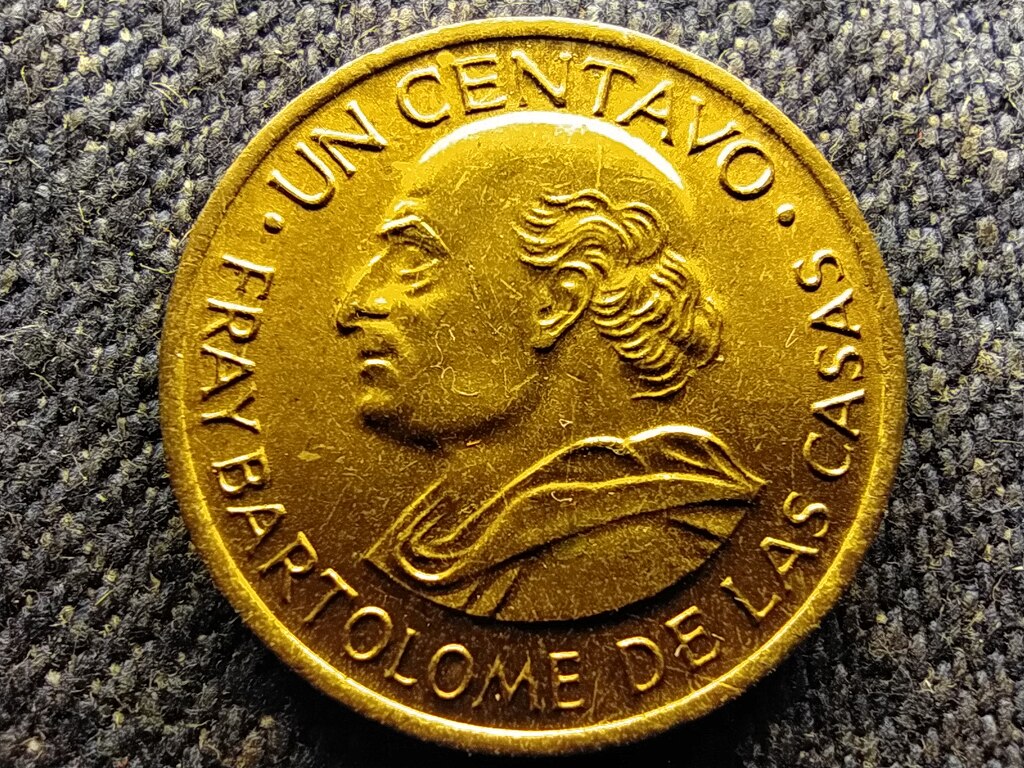 · UN CENTAVO ·
FRAY BARTOLOME DE LAS CASAS